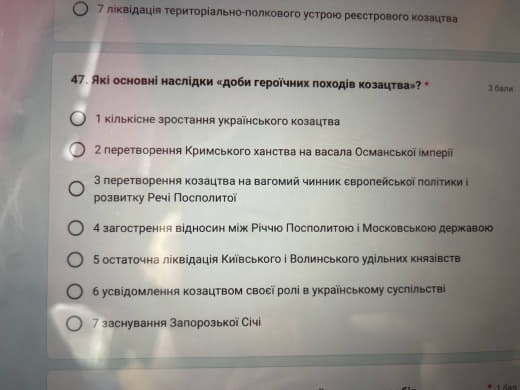 7 ліквідація територіально-полкового устрою реєстрового козацтва
47. Які основні наслідки «доби героїчних походів козацтва»? *
3 бали
1 кількісне зростання українського козацтва
2 перетворення Кримського ханства на васала Османської імперії
3 перетворення козацтва на вагомий чинник європейської політики і
розвитку Речі Посполитої
4 загострення відносин між Річчю Посполитою і Московською державою
5 остаточна ліквідація Київського і Волинського удільних князівств
6 усвідомлення козацтвом своєї ролі в українському суспільстві
7 заснування Запорозької Січі